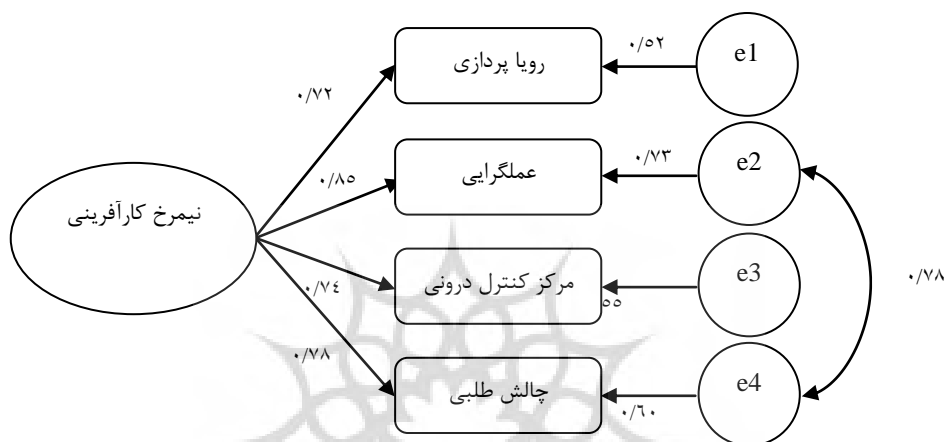 رویا پردازی
۰/۵۲
e1
۰/۷۲
عملگرایی
۰/۷۳
e2
۰/۸۵
نیمرخ کارآفرینی
مرکز کنترل درونی
۵۵
e3
۰/۷۴
۰/۷۸
۰/۷۸
چالش طلبی
۰/۶۰
e4